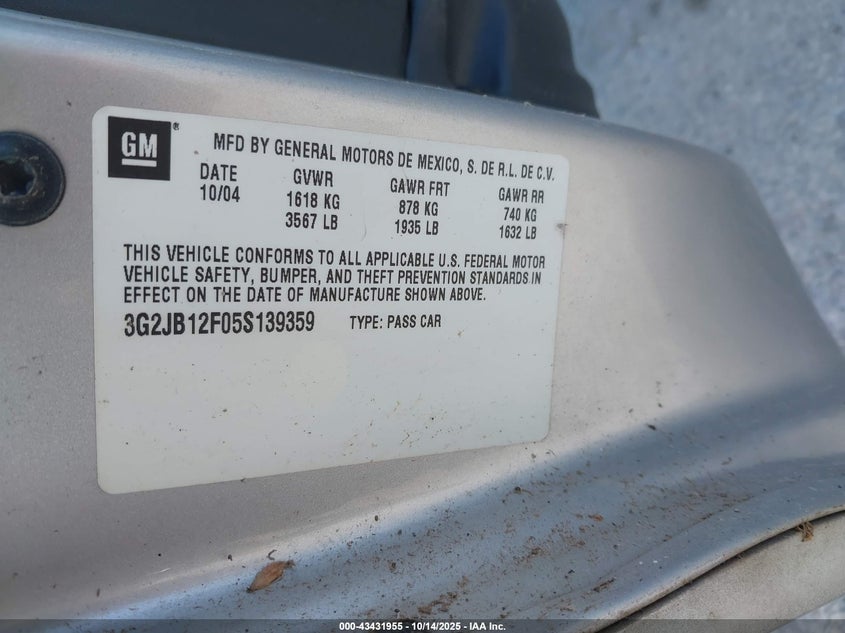 GM®
MFD BY GENERAL MOTORS DE MEXICO, S. DE R.L. DE C.V.
DATE GVWR GAWR FRT GAWR RR
10/04 1618 KG 878 KG 740 KG
3567 LB 1935 LB 1632 LB
THIS VEHICLE CONFORMS TO ALL APPLICABLE U.S. FEDERAL MOTOR
VEHICLE SAFETY, BUMPER, AND THEFT PREVENTION STANDARDS IN
EFFECT ON THE DATE OF MANUFACTURE SHOWN ABOVE.
3G2JB12F05S139359 TYPE: PASS CAR
000-43431955 - 10/14/2025 - IAA Inc.